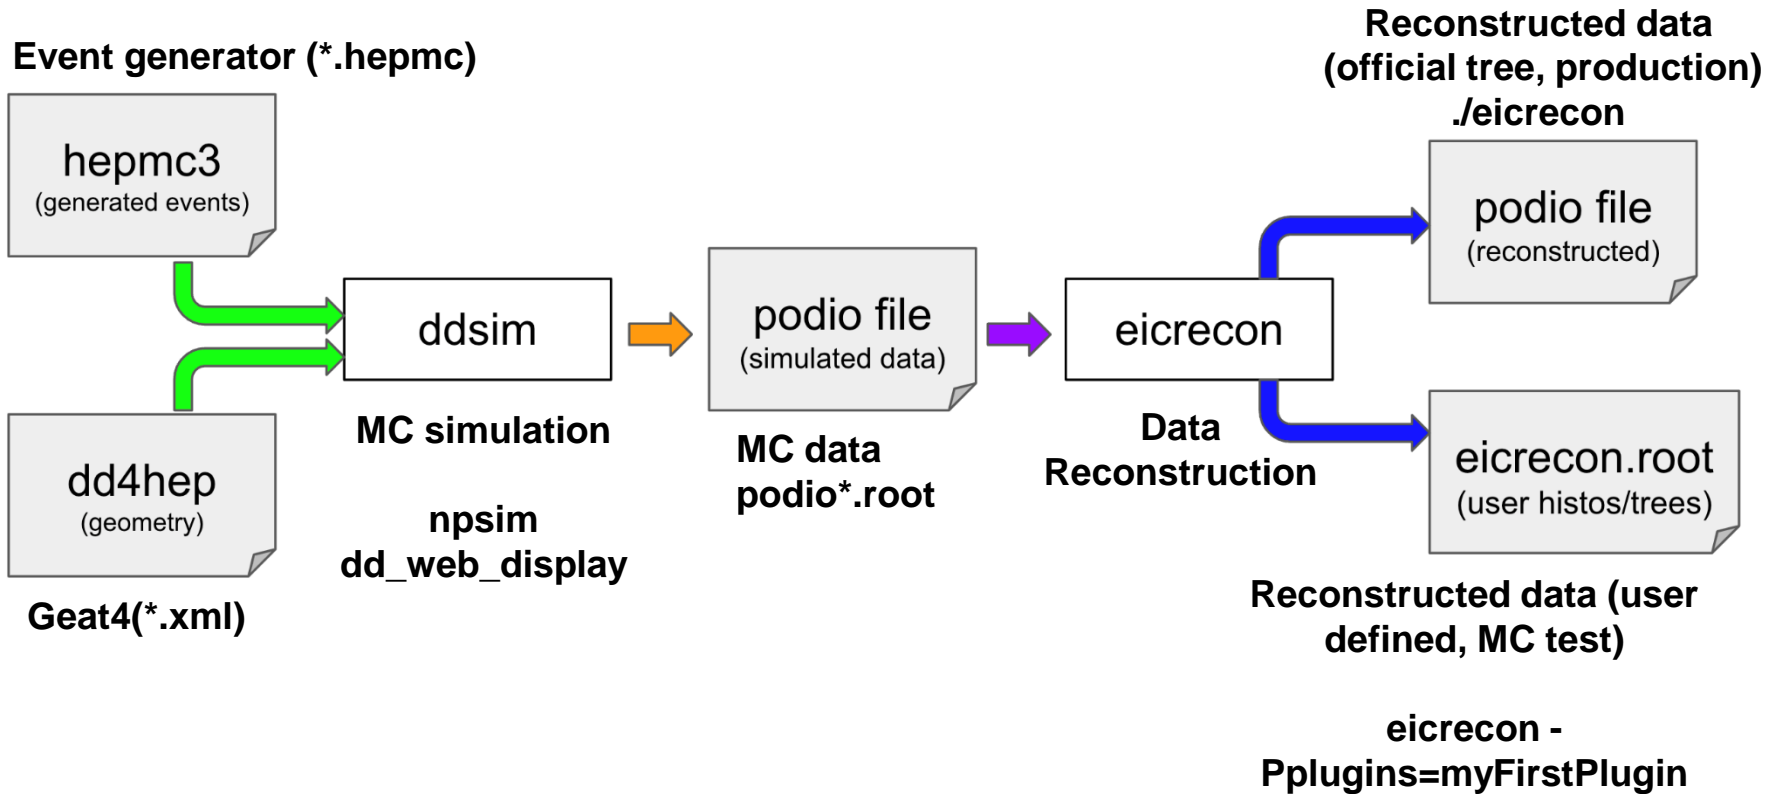 Event generator (*.hepmc)
hepmc3
(generated events)
dd4hep
(geometry)
Geat4(*.xml)
ddsim
MC simulation
npsim
dd_web_display
podio file
(simulated data)
MC data
podio*.root
eicrecon
Data
Reconstruction
Reconstructed data
(official tree, production)
./eicrecon
podio file
(reconstructed)
eicrecon.root
(user histos/trees)
Reconstructed data (user
defined, MC test)
eicrecon -
Pplugins=myFirstPlugin